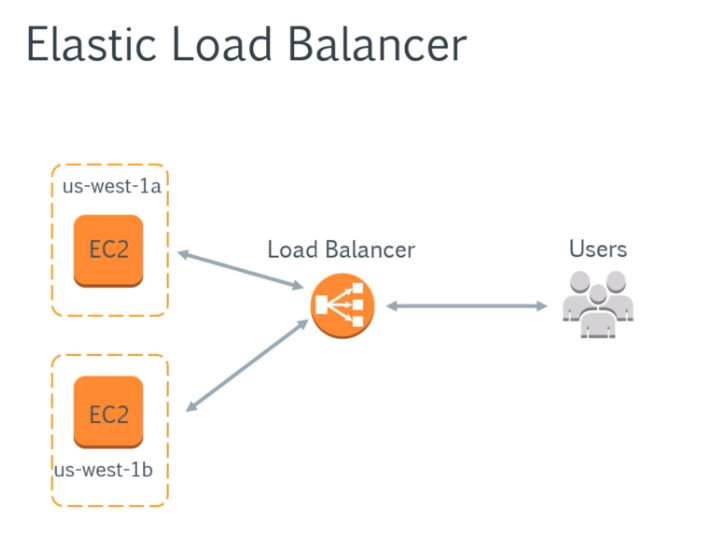 Elastic Load Balancer
us-west-1a
EC2
Load Balancer
Users
EC2
us-west-1b